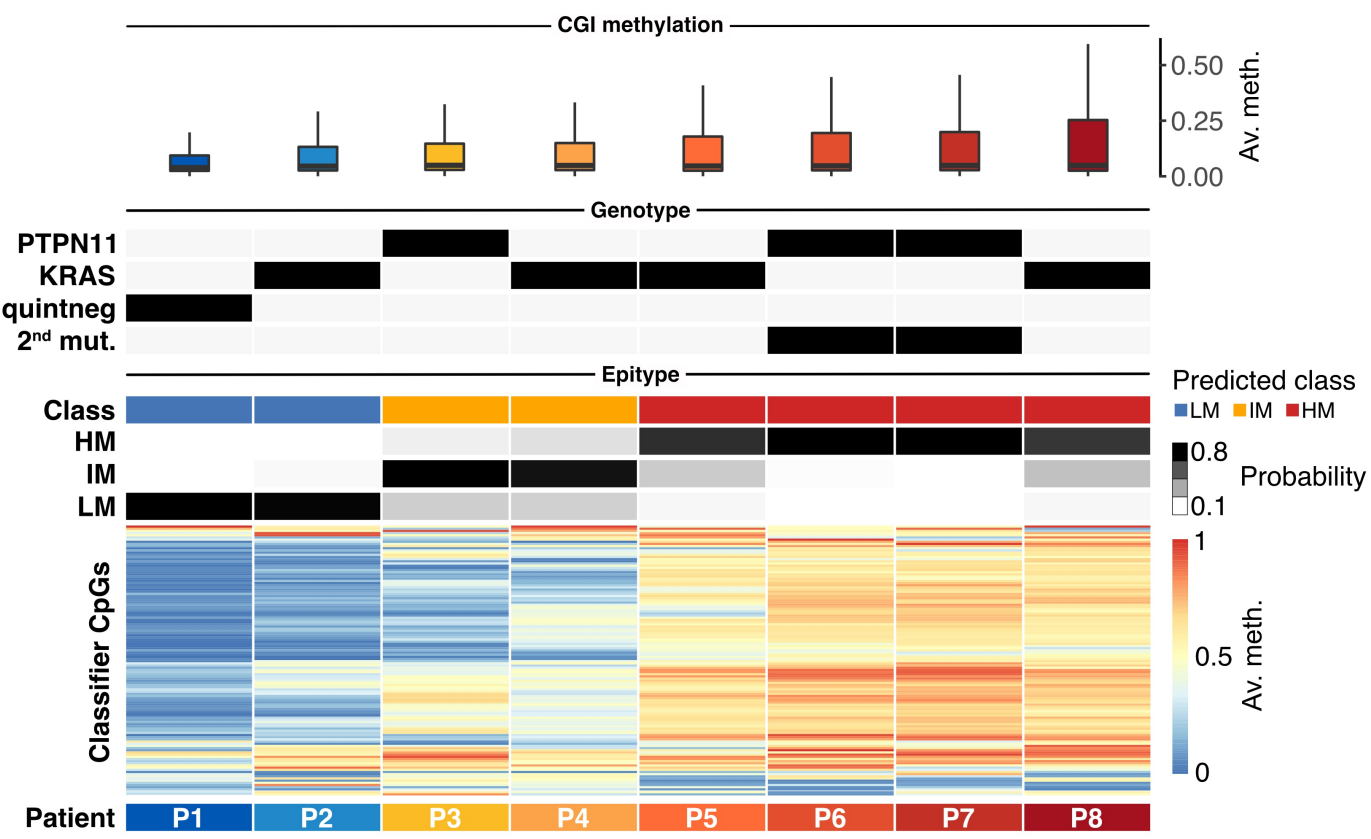 CGI methylation
0.50
0.25
0.00
Av. meth.
Genotype
PTPN11
KRAS
quintneg
2nd mut.
Epitype
Class
HM
IM
LM
Predicted class
LM IM HM
0.8
0.1
Probability
Classifier CpGs
1
0.5
0
Av. meth.
Patient P1 P2 P3 P4 P5 P6 P7 P8